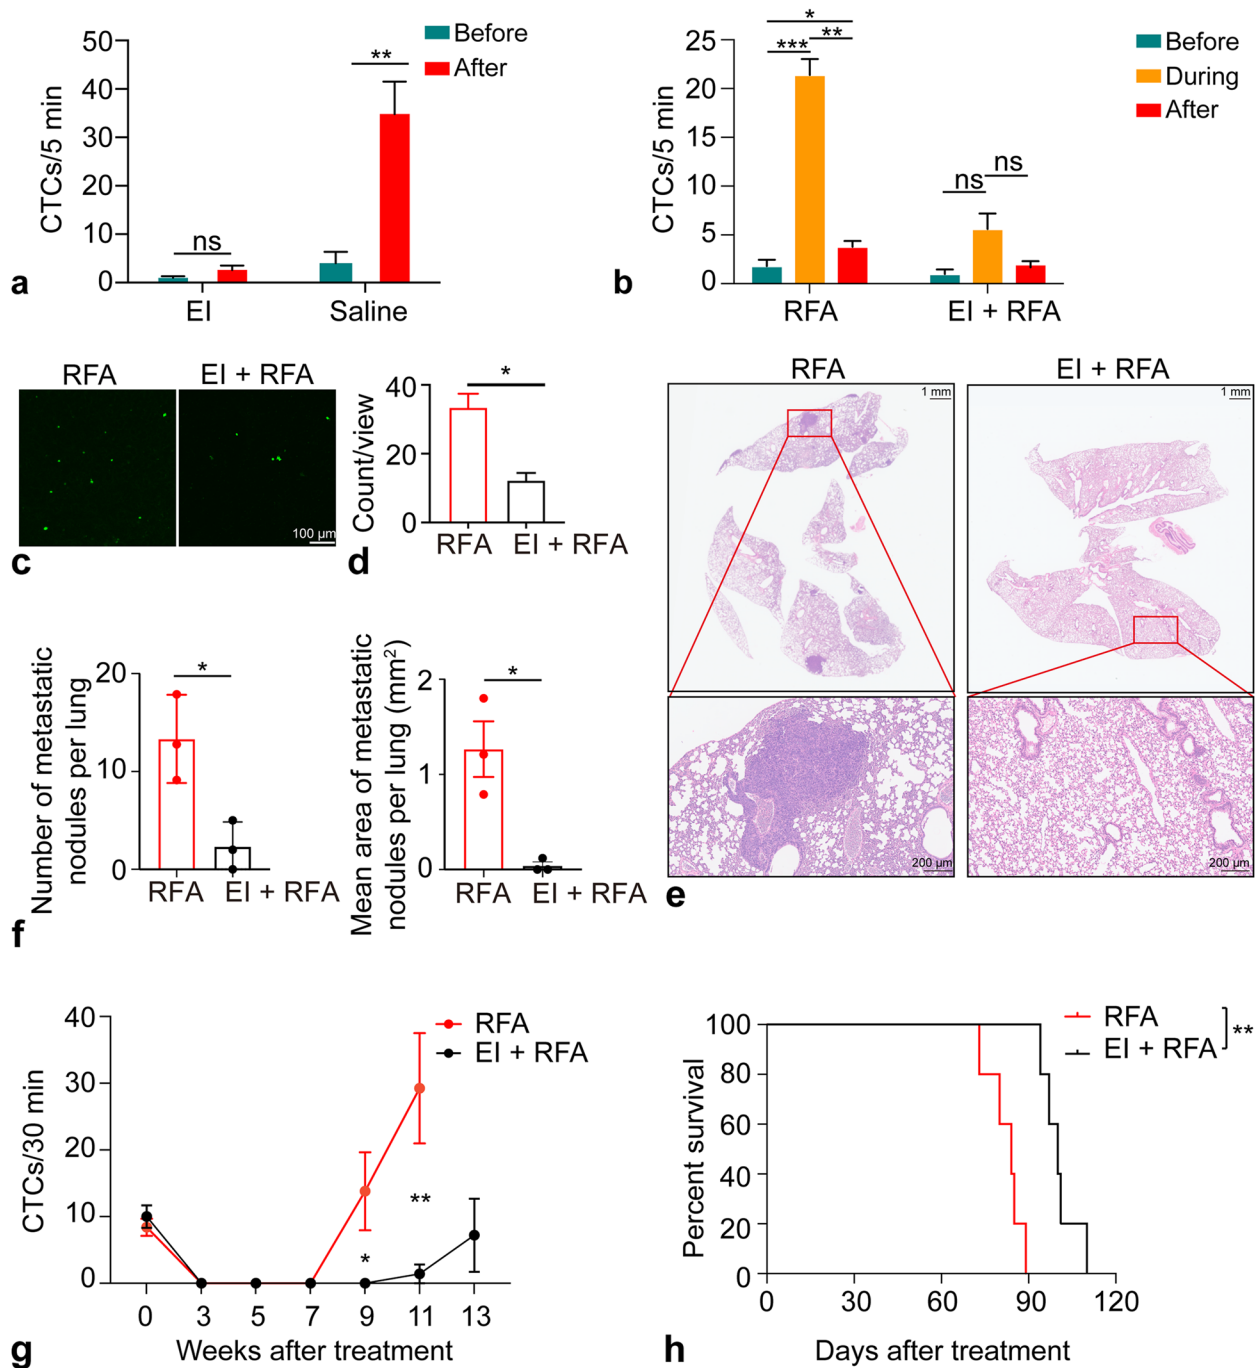 50
40
30
20
10
0
CTCs/5 min
Before
After
**
ns
EI
Saline
a
25
20
15
10
5
0
CTCs/5 min
*
**
***
ns
ns
Before
During
After
RFA
EI + RFA
b
RFA
EI + RFA
100 µm
c
40
20
0
Count/view
*
RFA
EI + RFA
d
RFA
EI + RFA
1 mm
1 mm
200 µm
200 µm
e
Number of metastatic
nodules per lung
20
10
0
*
RFA
EI + RFA
Mean area of metastatic
nodules per lung (mm²)
2
1
0
*
RFA
EI + RFA
f
40
30
20
10
0
CTCs/30 min
RFA
EI + RFA
*
**
0 3 5 7 9 11 13
Weeks after treatment
g
100
80
60
40
20
0
Percent survival
RFA
EI + RFA
**
0 30 60 90 120
Days after treatment
h